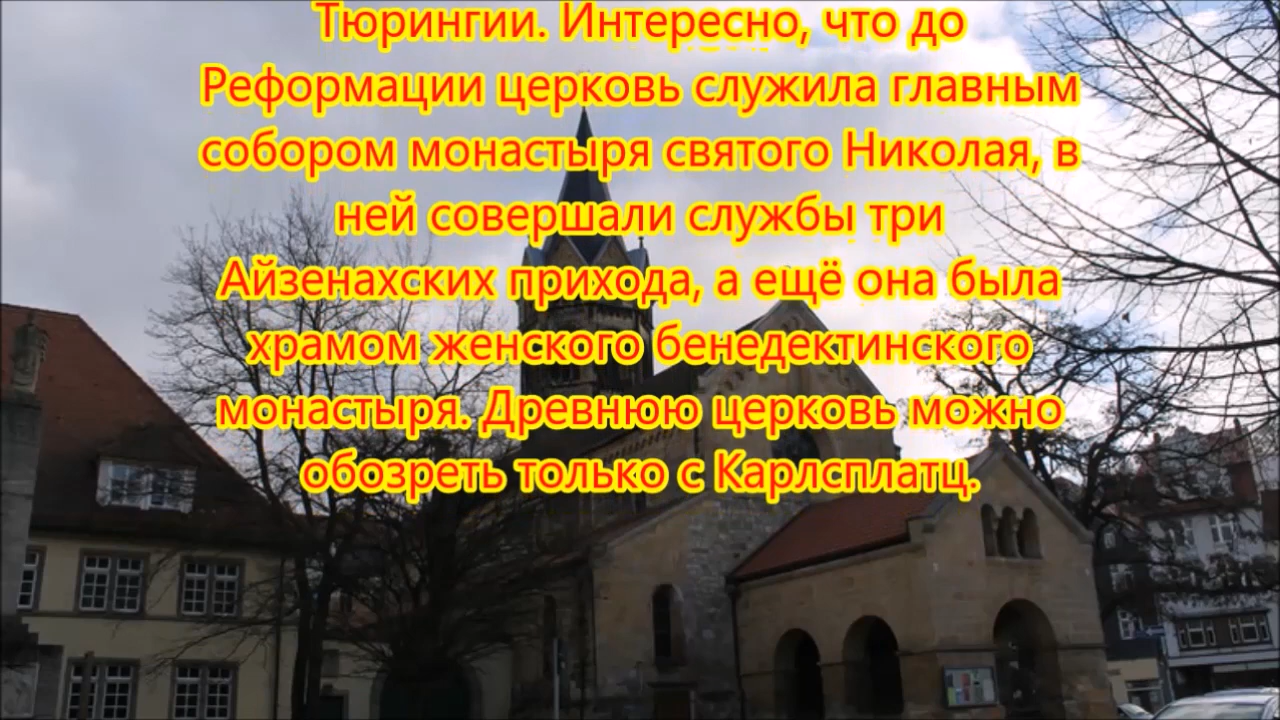 Тюрингии. Интересно, что до
Реформации церковь служила главным
собором монастыря святого Николая, в
ней совершали службы три
Айзенахских прихода, а ещё она была
храмом женского бенедектинского
монастыря. Древнюю церковь можно
обозреть только с Карлсплатц.